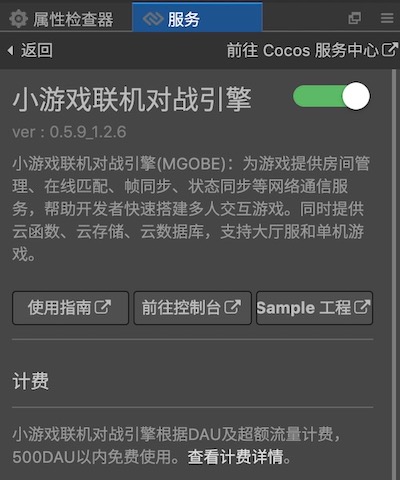 属性检查器
服务
返回
前往 Cocos 服务中心
小游戏联机对战引擎
ver : 0.5.9_1.2.6
小游戏联机对战引擎(MGOBE)：为游戏提供房间管
理、在线匹配、帧同步、状态同步等网络通信服
务，帮助开发者快速搭建多人交互游戏。同时提供
云函数、云存储、云数据库，支持大厅服和单机游
戏。
使用指南
前往控制台
Sample 工程
计费
小游戏联机对战引擎根据DAU及超额流量计费，
500DAU以内免费使用。查看计费详情。